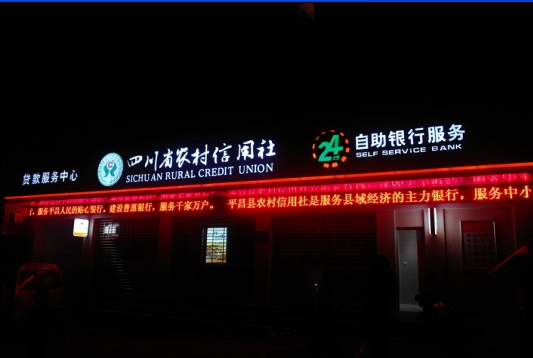 贷款服务中心
四川省农村信用社
SICHUAN RURAL CREDIT UNION
24
自助银行服务
SELF SERVICE BANK
服务平昌人民的贴心银行，建设普惠银行，服务千家万户。 平昌县农村信用社是服务县域经济的主力银行，服务中小